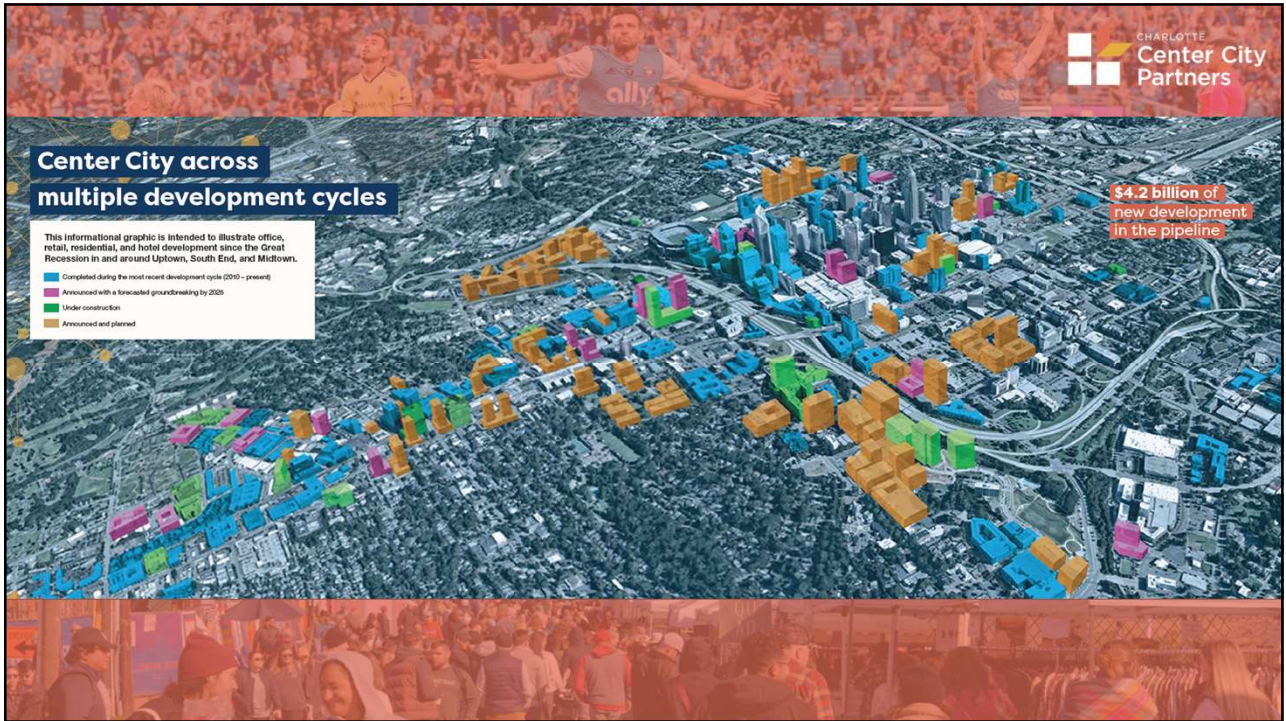 CHARLOTTE
Center City
Partners
Center City across
multiple development cycles
This informational graphic is intended to illustrate office,
retail, residential, and hotel development since the Great
Recession in and around Uptown, South End, and Midtown.
Completed during the most recent development cycle (2010 – present)
Announced with a forecasted groundbreaking by 2025
Under construction
Announced and planned
$4.2 billion of
new development
in the pipeline
ally